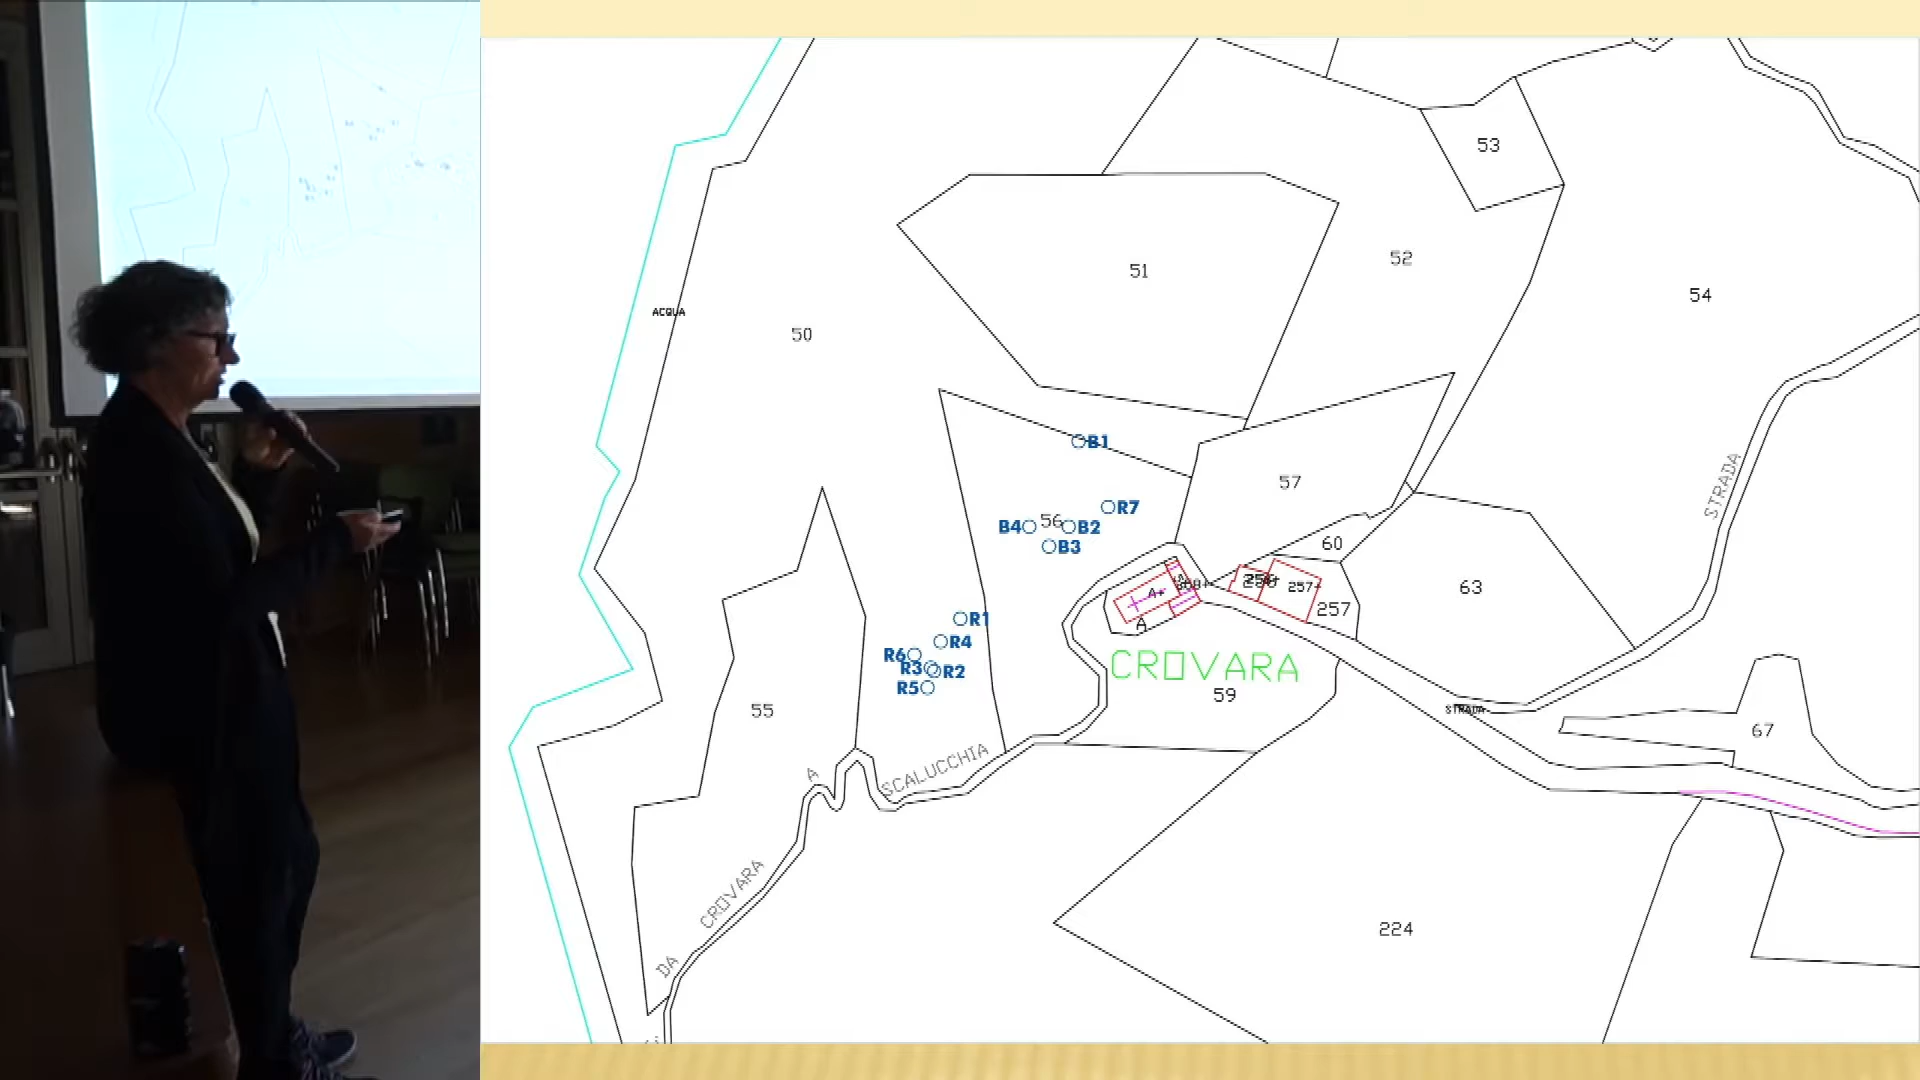 53
52
51
54
ACQUA
50
B1
57
STRADA
R7
56
B4
B2
B3
60
257+
A+
63
257
A
R1
R4
R6
R3
R2
R5
CROVARA
59
55
STRADA
67
SCALUCCHIA
A
CROVARA
DA
224